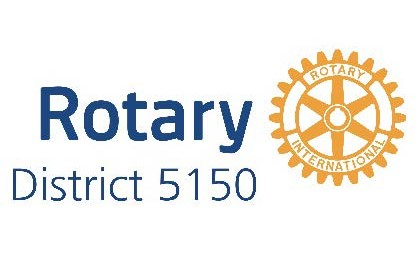 Rotary
District 5150
ROTARY
INTERNATIONAL